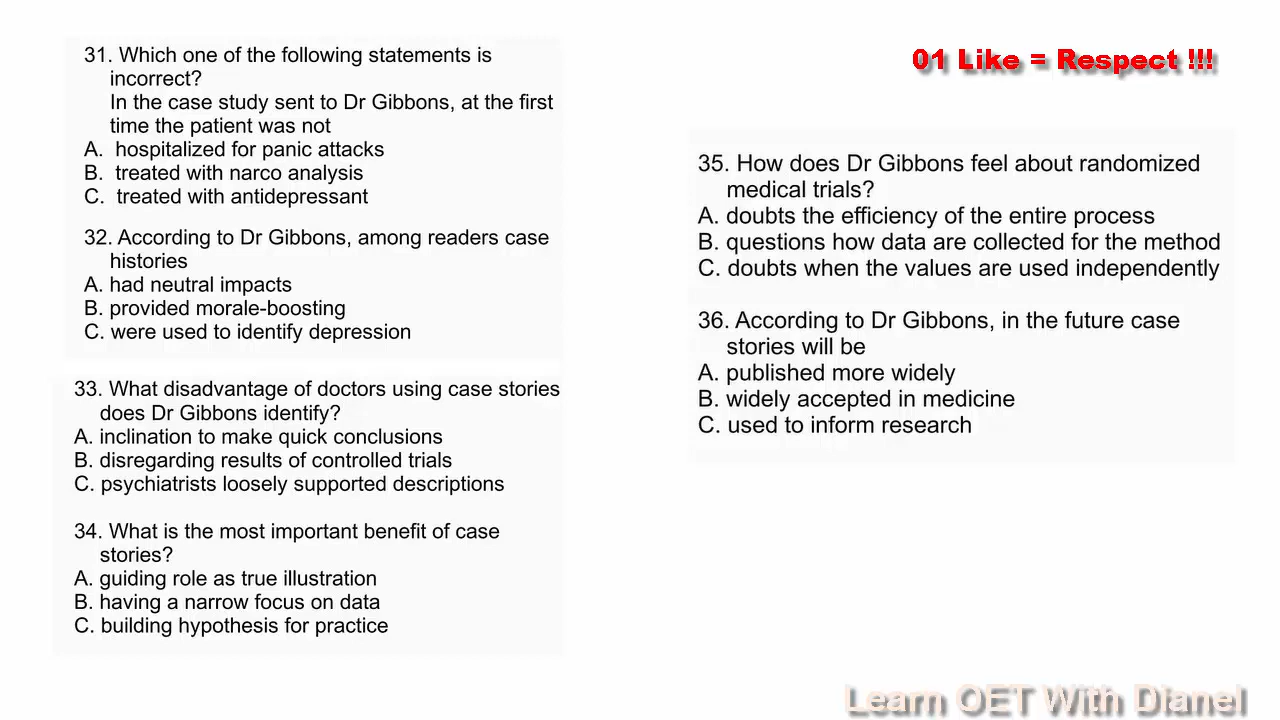 31. Which one of the following statements is
incorrect?
In the case study sent to Dr Gibbons, at the first
time the patient was not
A. hospitalized for panic attacks
B. treated with narco analysis
C. treated with antidepressant
32. According to Dr Gibbons, among readers case
histories
A. had neutral impacts
B. provided morale-boosting
C. were used to identify depression
33. What disadvantage of doctors using case stories
does Dr Gibbons identify?
A. inclination to make quick conclusions
B. disregarding results of controlled trials
C. psychiatrists loosely supported descriptions
34. What is the most important benefit of case
stories?
A. guiding role as true illustration
B. having a narrow focus on data
C. building hypothesis for practice
01 Like = Respect !!!
35. How does Dr Gibbons feel about randomized
medical trials?
A. doubts the efficiency of the entire process
B. questions how data are collected for the method
C. doubts when the values are used independently
36. According to Dr Gibbons, in the future case
stories will be
A. published more widely
B. widely accepted in medicine
C. used to inform research
Learn OET With Dianel